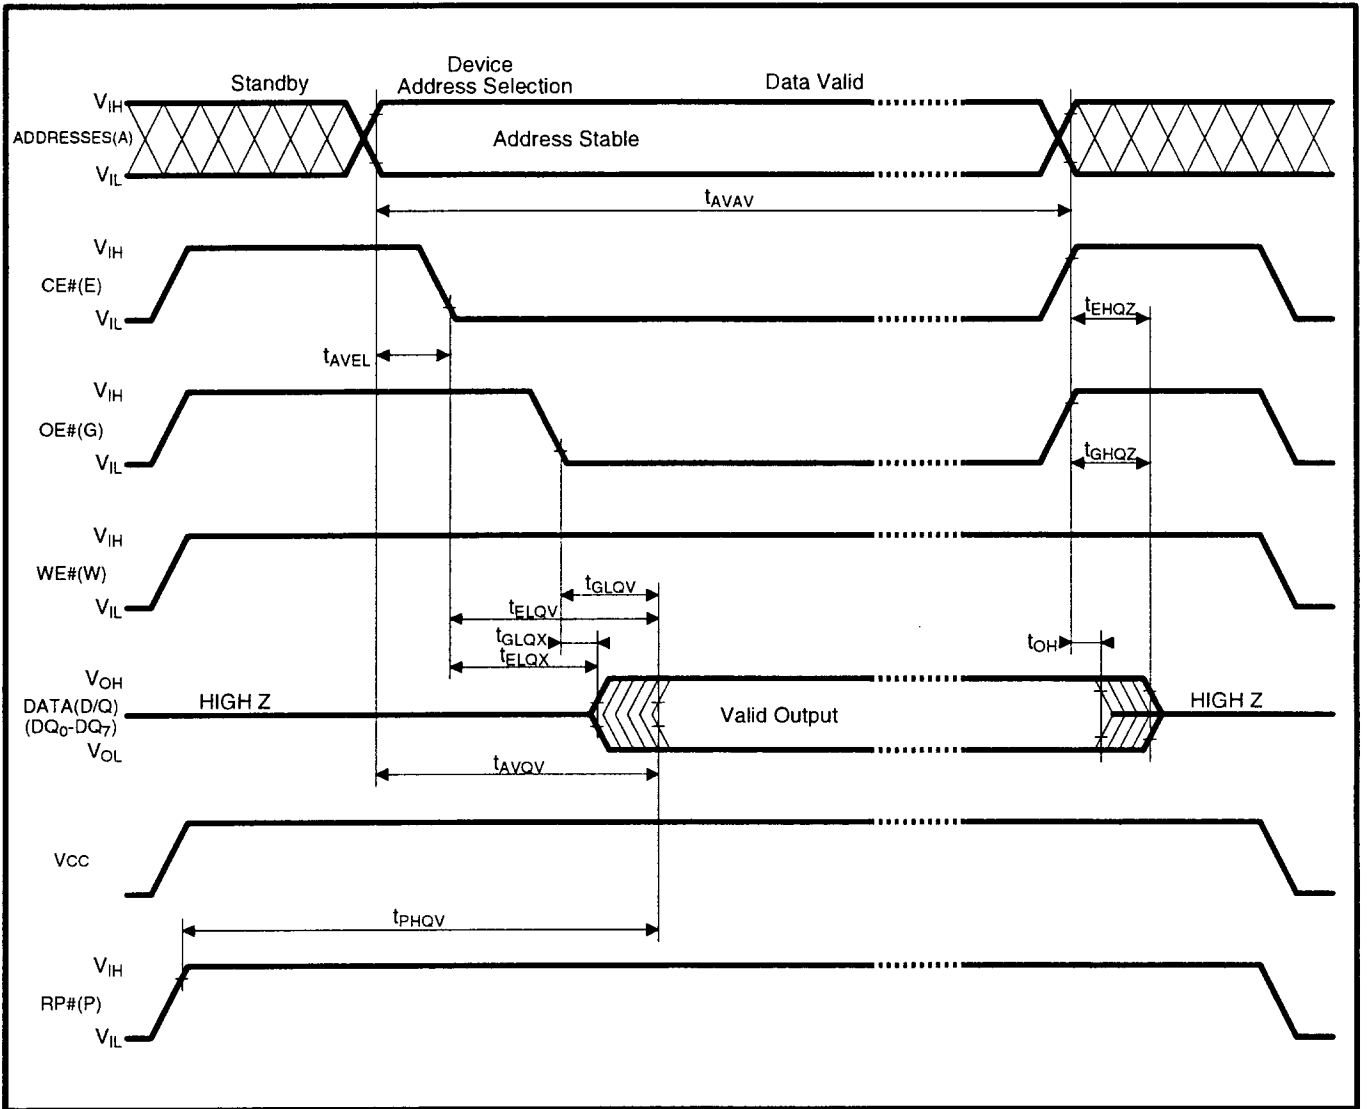 Standby
Device
Address Selection
Data Valid
VIH
ADDRESSES(A)
Address Stable
VIL
tAVAV
VIH
CE#(E)
VIL
tEHQZ
tAVEL
VIH
OE#(G)
VIL
tGHQZ
VIH
WE#(W)
VIL
tGLQV
tELQV
tGLQX
tOH
tELQX
VOH
DATA(D/Q)
(DQ0-DQ7)
VOL
HIGH Z
Valid Output
HIGH Z
tAVQV
VCC
tPHQV
VIH
RP#(P)
VIL